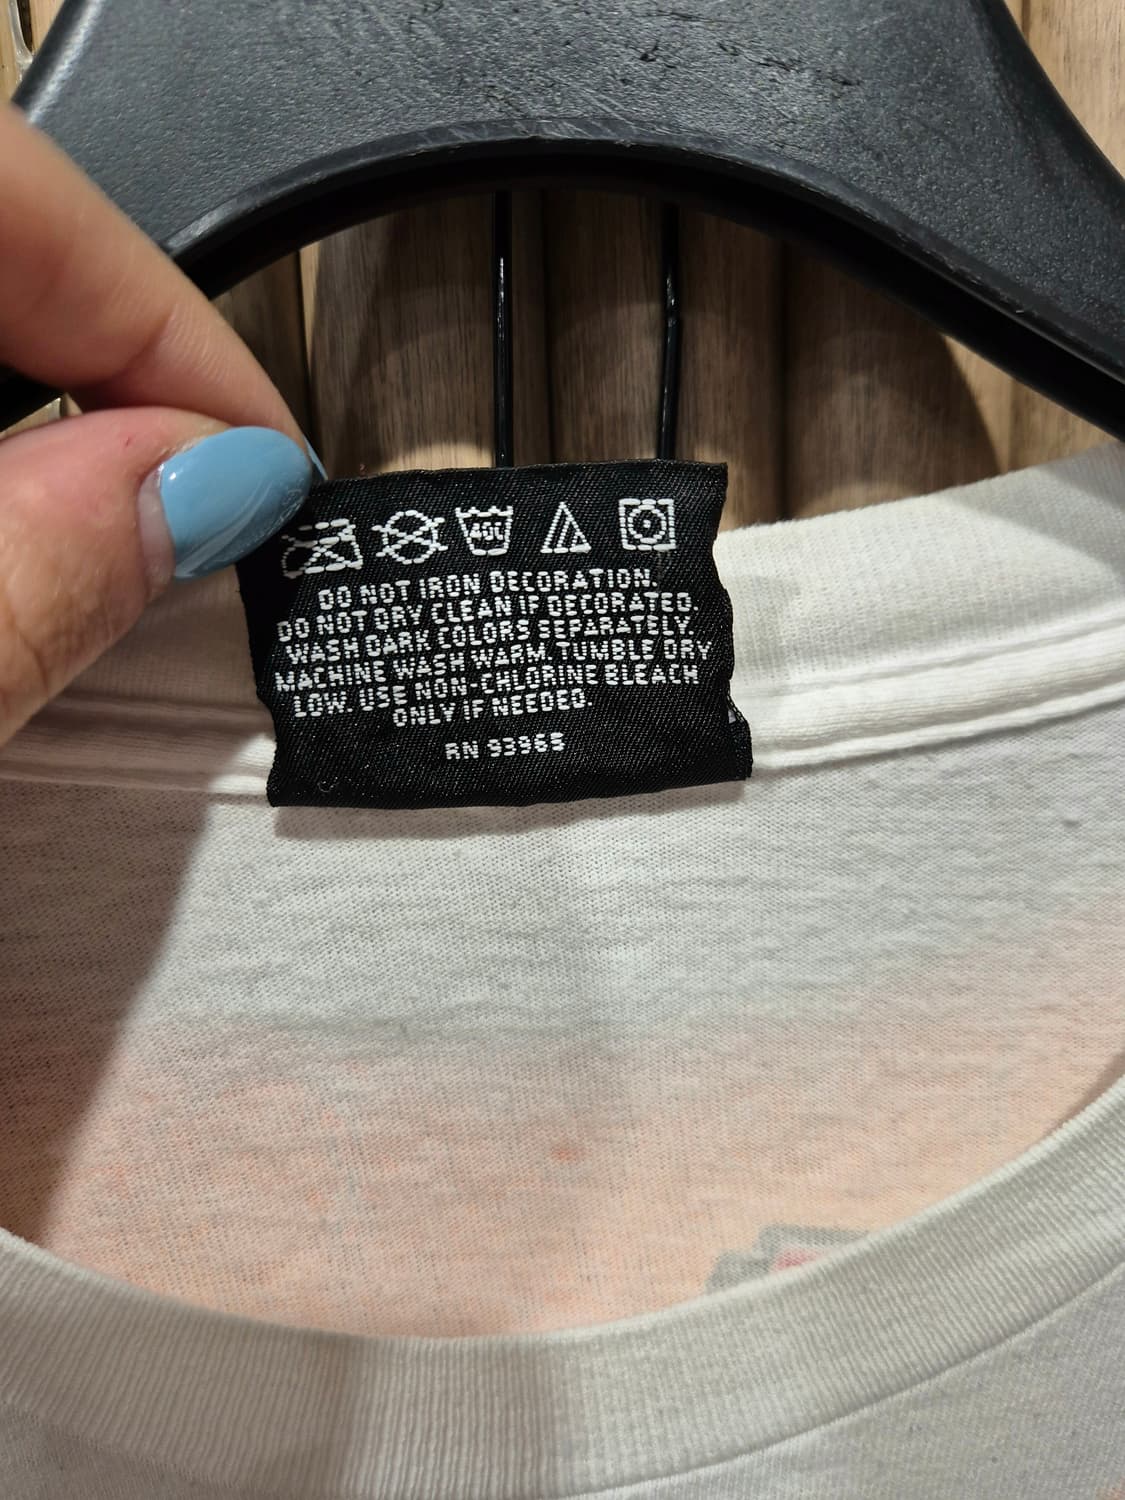 40C
DO NOT IRON DECORATION.
DO NOT DRY CLEAN IF DECORATED.
WASH DARK COLORS SEPARATELY.
MACHINE WASH WARM, TUMBLE DRY
LOW. USE NON-CHLORINE BLEACH
ONLY IF NEEDED.
RN 93965